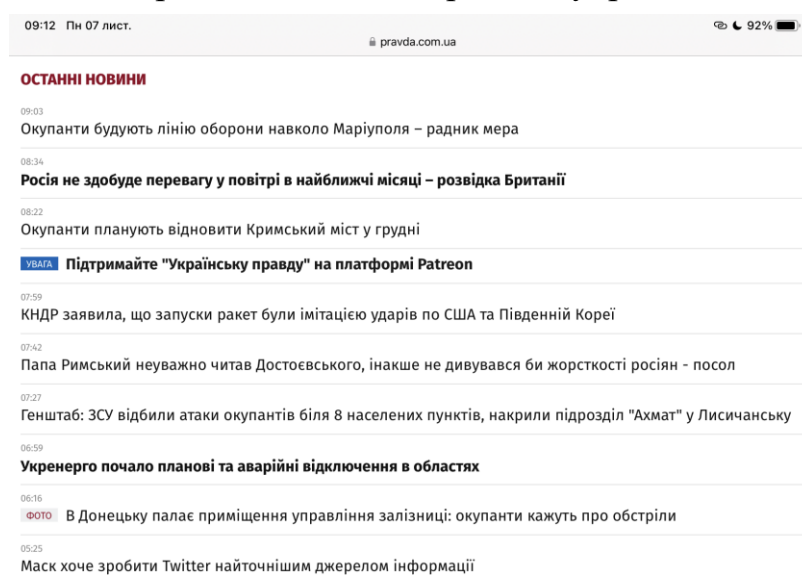 09:12 Пн 07 лист.
92%
pravda.com.ua
ОСТАННІ НОВИНИ
09:03
Окупанти будують лінію оборони навколо Маріуполя – радник мера
08:34
Росія не здобуде перевагу у повітрі в найближчі місяці – розвідка Британії
08:22
Окупанти планують відновити Кримський міст у грудні
УВАГА Підтримайте "Українську правду" на платформі Patreon
07:59
КНДР заявила, що запуски ракет були імітацією ударів по США та Південній Кореї
07:42
Папа Римський неуважно читав Достоєвського, інакше не дивувався би жорсткості росіян - посол
07:27
Генштаб: ЗСУ відбили атаки окупантів біля 8 населених пунктів, накрили підрозділ "Ахмат" у Лисичанську
06:59
Укренерго почало планові та аварійні відключення в областях
06:16
ФОТО В Донецьку палає приміщення управління залізниці: окупанти кажуть про обстріли
05:25
Маск хоче зробити Twitter найточнішим джерелом інформації